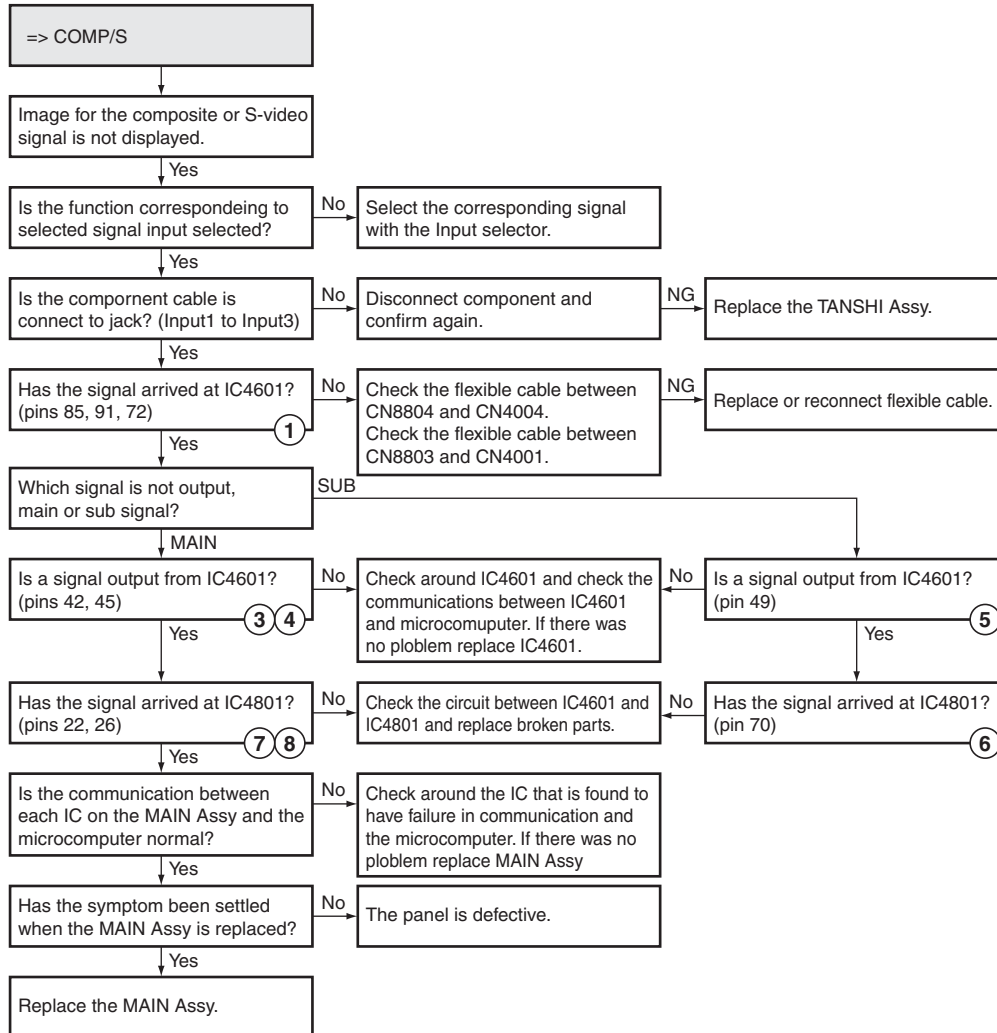 => COMP/S
Image for the composite or S-video
signal is not displayed.
Yes
Is the function correspondeing to
selected signal input selected?
No
Select the corresponding signal
with the Input selector.
Yes
Is the compornent cable is
connect to jack? (Input1 to Input3)
No
Disconnect component and
confirm again.
NG
Replace the TANSHI Assy.
Yes
Has the signal arrived at IC4601?
(pins 85, 91, 72)
1
No
Check the flexible cable between
CN8804 and CN4004.
Check the flexible cable between
CN8803 and CN4001.
NG
Replace or reconnect flexible cable.
Yes
Which signal is not output,
main or sub signal?
SUB
MAIN
Is a signal output from IC4601?
(pins 42, 45)
3 4
No
Check around IC4601 and check the
communications between IC4601
and microcomuputer. If there was
no ploblem replace IC4601.
No
Is a signal output from IC4601?
(pin 49)
5
Yes
Yes
Has the signal arrived at IC4801?
(pins 22, 26)
7 8
No
Check the circuit between IC4601 and
IC4801 and replace broken parts.
No
Has the signal arrived at IC4801?
(pin 70)
6
Yes
Is the communication between
each IC on the MAIN Assy and the
microcomputer normal?
No
Check around the IC that is found to
have failure in communication and
the microcomputer. If there was no
ploblem replace MAIN Assy
Yes
Has the symptom been settled
when the MAIN Assy is replaced?
No
The panel is defective.
Yes
Replace the MAIN Assy.